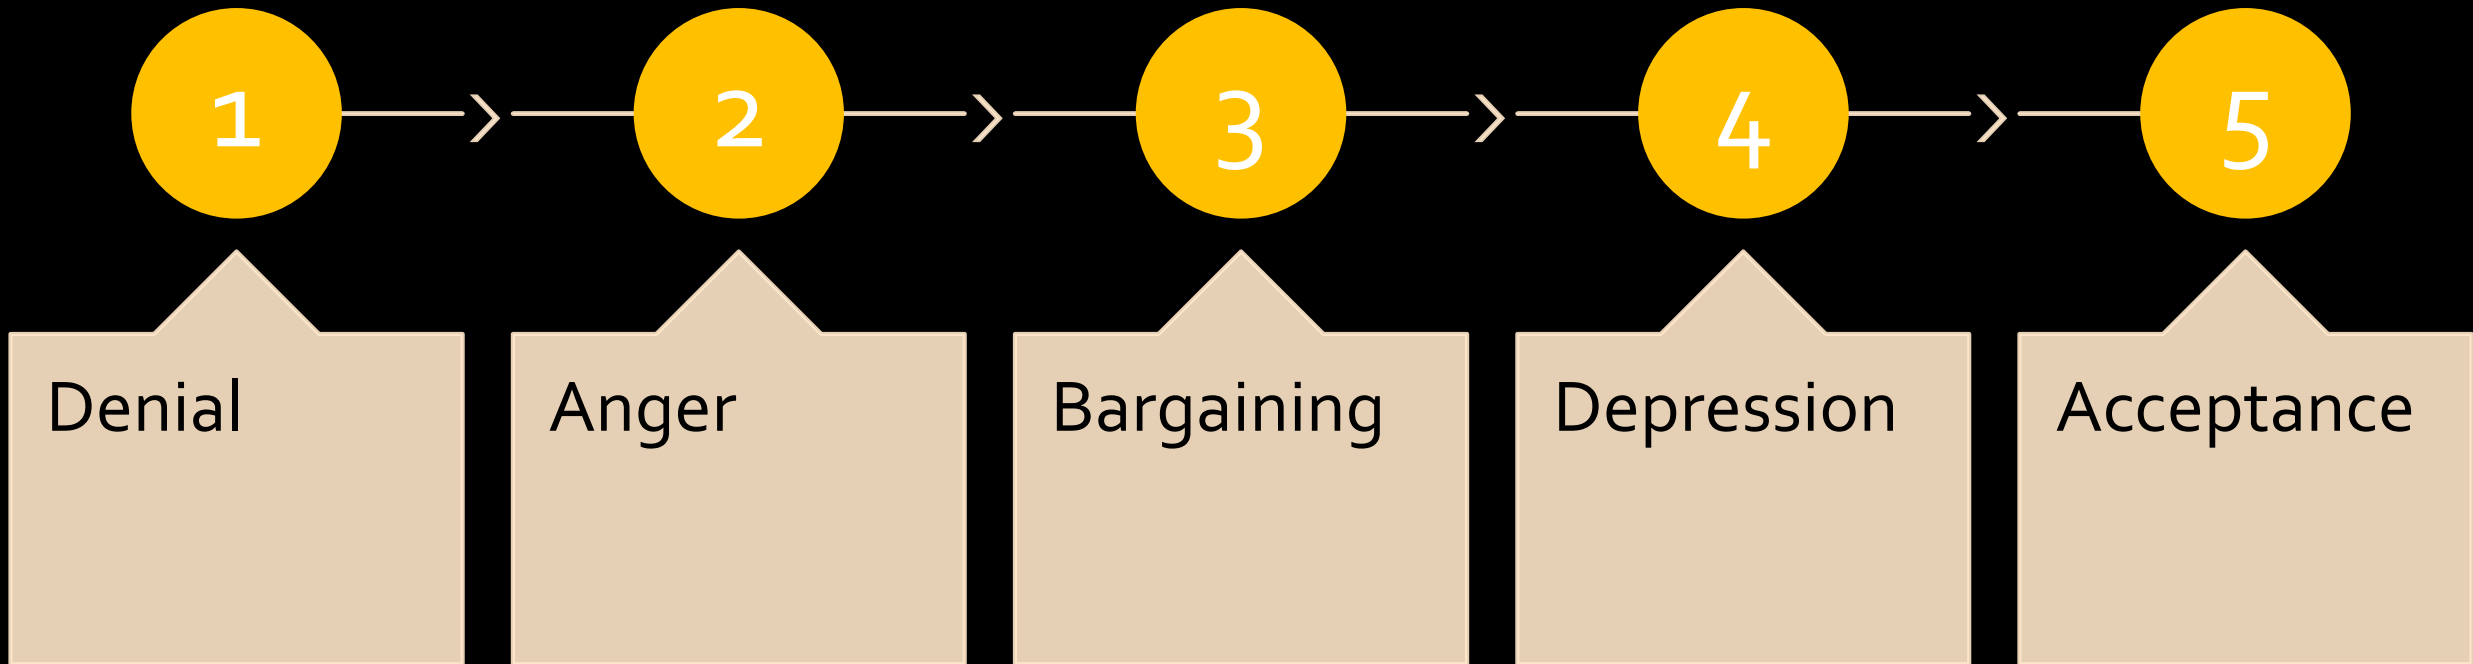 1
2
3
4
5
Denial
Anger
Bargaining
Depression
Acceptance